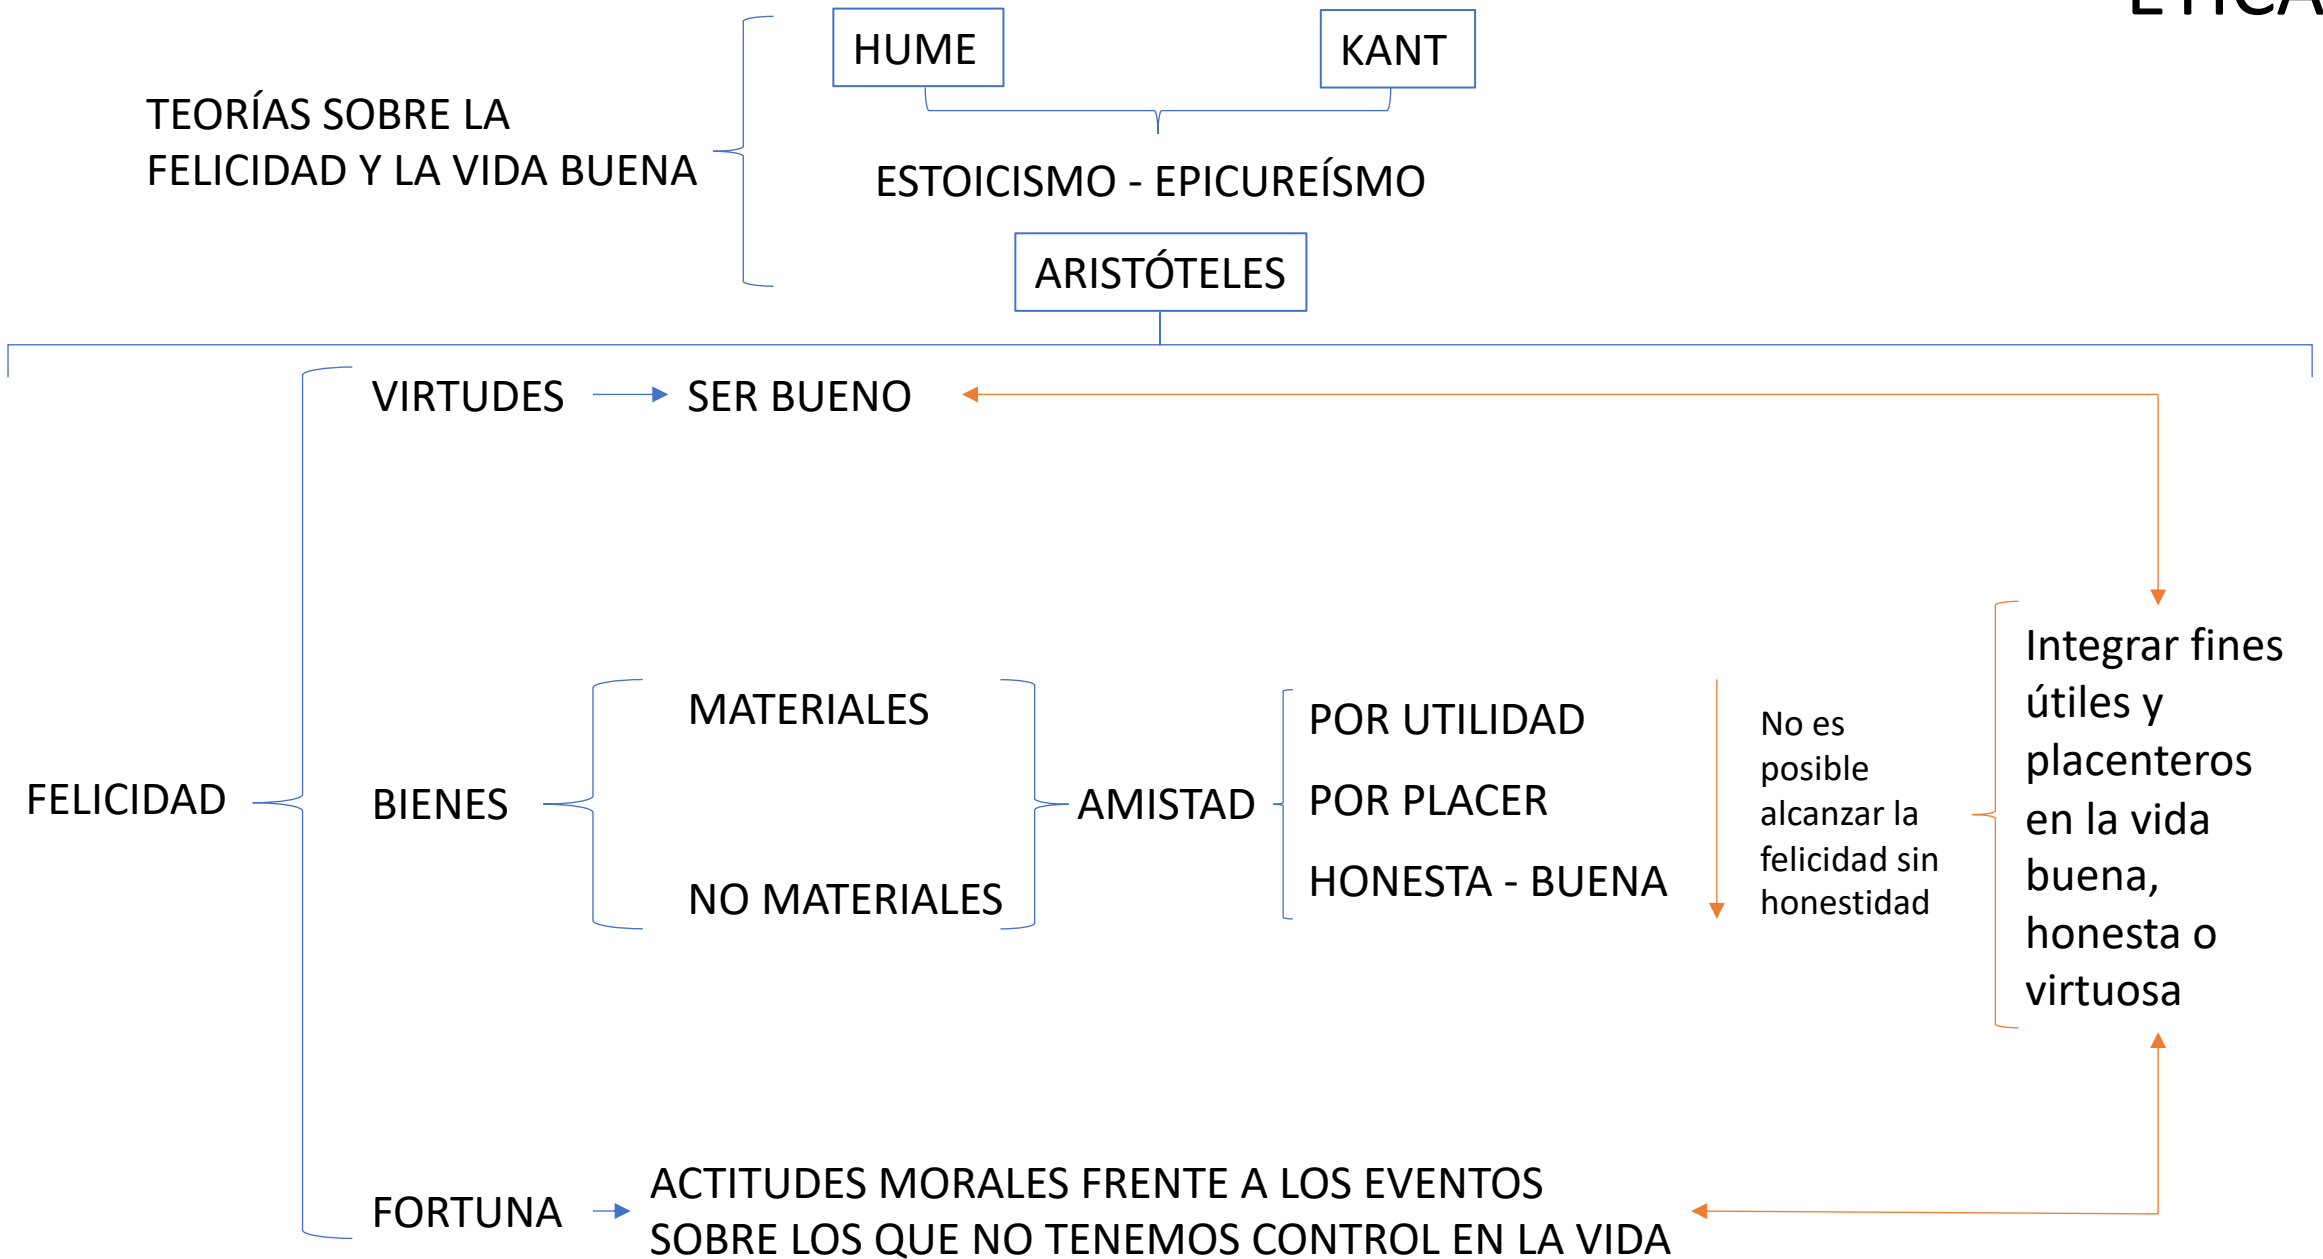 ÉTICA
HUME
KANT
TEORÍAS SOBRE LA
FELICIDAD Y LA VIDA BUENA
ESTOICISMO - EPICUREÍSMO
ARISTÓTELES
VIRTUDES
SER BUENO
FELICIDAD
BIENES
MATERIALES
NO MATERIALES
AMISTAD
POR UTILIDAD
POR PLACER
HONESTA - BUENA
No es
posible
alcanzar la
felicidad sin
honestidad
Integrar fines
útiles y
placenteros
en la vida
buena,
honesta o
virtuosa
FORTUNA
ACTITUDES MORALES FRENTE A LOS EVENTOS
SOBRE LOS QUE NO TENEMOS CONTROL EN LA VIDA